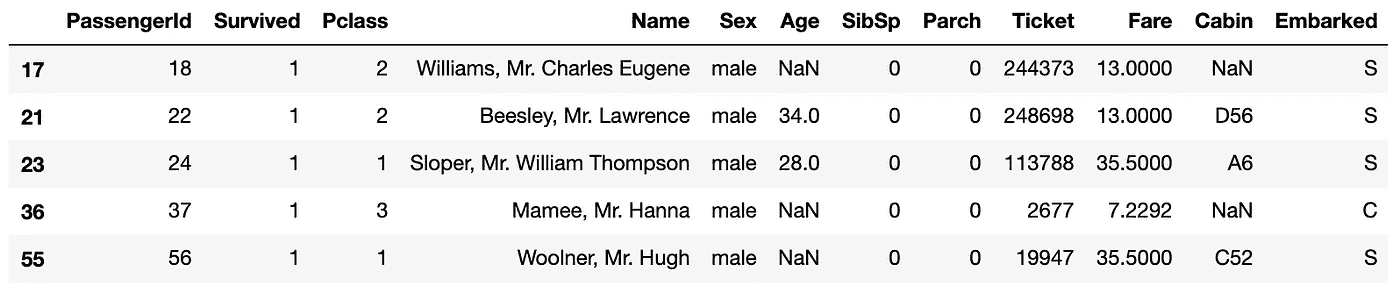 PassengerId Survived Pclass Name Sex Age SibSp Parch Ticket Fare Cabin Embarked
17 18 1 2 Williams, Mr. Charles Eugene male NaN 0 0 244373 13.0000 NaN S
21 22 1 2 Beesley, Mr. Lawrence male 34.0 0 0 248698 13.0000 D56 S
23 24 1 1 Sloper, Mr. William Thompson male 28.0 0 0 113788 35.5000 A6 S
36 37 1 3 Mamee, Mr. Hanna male NaN 0 0 2677 7.2292 NaN C
55 56 1 1 Woolner, Mr. Hugh male NaN 0 0 19947 35.5000 C52 S